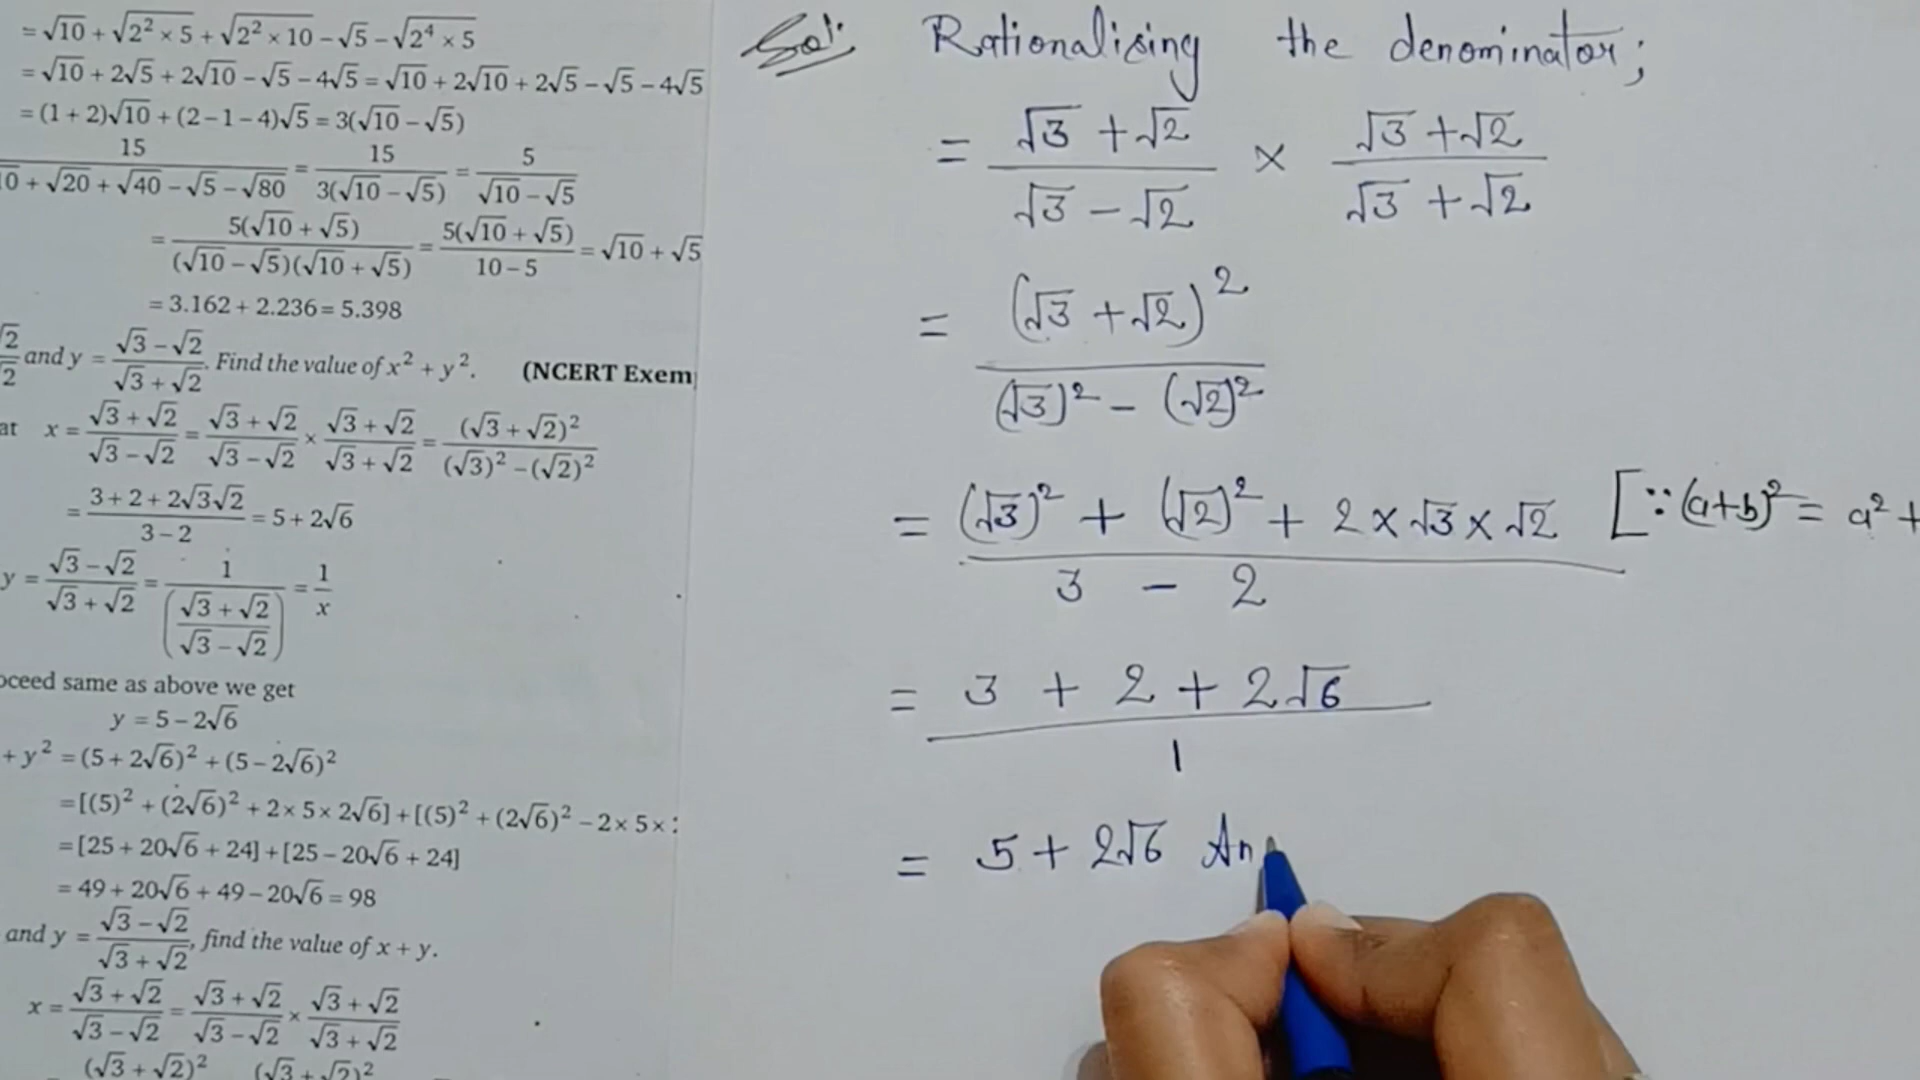 = √10 + √2² × 5 + √2² × 10 − √5 − √2⁴ × 5
= √10 + 2√5 + 2√10 − √5 − 4√5 = √10 + 2√10 + 2√5 − √5 − 4√5
= (1 + 2)√10 + (2 − 1 − 4)√5 = 3(√10 − √5)
15 / 0 + √20 + √40 − √5 − √80 = 15 / 3(√10 − √5) = 5 / √10 − √5
= 5(√10 + √5) / (√10 − √5)(√10 + √5) = 5(√10 + √5) / 10 − 5 = √10 + √5
= 3.162 + 2.236 = 5.398
√2 / 2 and y = √3 − √2 / √3 + √2. Find the value of x² + y². (NCERT Exem
at x = √3 + √2 / √3 − √2 = √3 + √2 / √3 − √2 × √3 + √2 / √3 + √2 = (√3 + √2)² / (√3)² − (√2)²
= 3 + 2 + 2√3√2 / 3 − 2 = 5 + 2√6
y = √3 − √2 / √3 + √2 = 1 / (√3 + √2 / √3 − √2) = 1 / x
oceed same as above we get
y = 5 − 2√6
+ y² = (5 + 2√6)² + (5 − 2√6)²
= [(5)² + (2√6)² + 2 × 5 × 2√6] + [(5)² + (2√6)² − 2 × 5 ×
= [25 + 20√6 + 24] + [25 − 20√6 + 24]
= 49 + 20√6 + 49 − 20√6 = 98
and y = √3 − √2 / √3 + √2, find the value of x + y.
x = √3 + √2 / √3 − √2 = √3 + √2 / √3 − √2 × √3 + √2 / √3 + √2
(√3 + √2)² (√3 + √2)²
Sol: Rationalising the denominator;
= √3 + √2 / √3 − √2 × √3 + √2 / √3 + √2
= (√3 + √2)² / (√3)² − (√2)²
= (√3)² + (√2)² + 2 × √3 × √2 / 3 − 2 [∵ (a+b)² = a² +
= 3 + 2 + 2√6 / 1
= 5 + 2√6 An